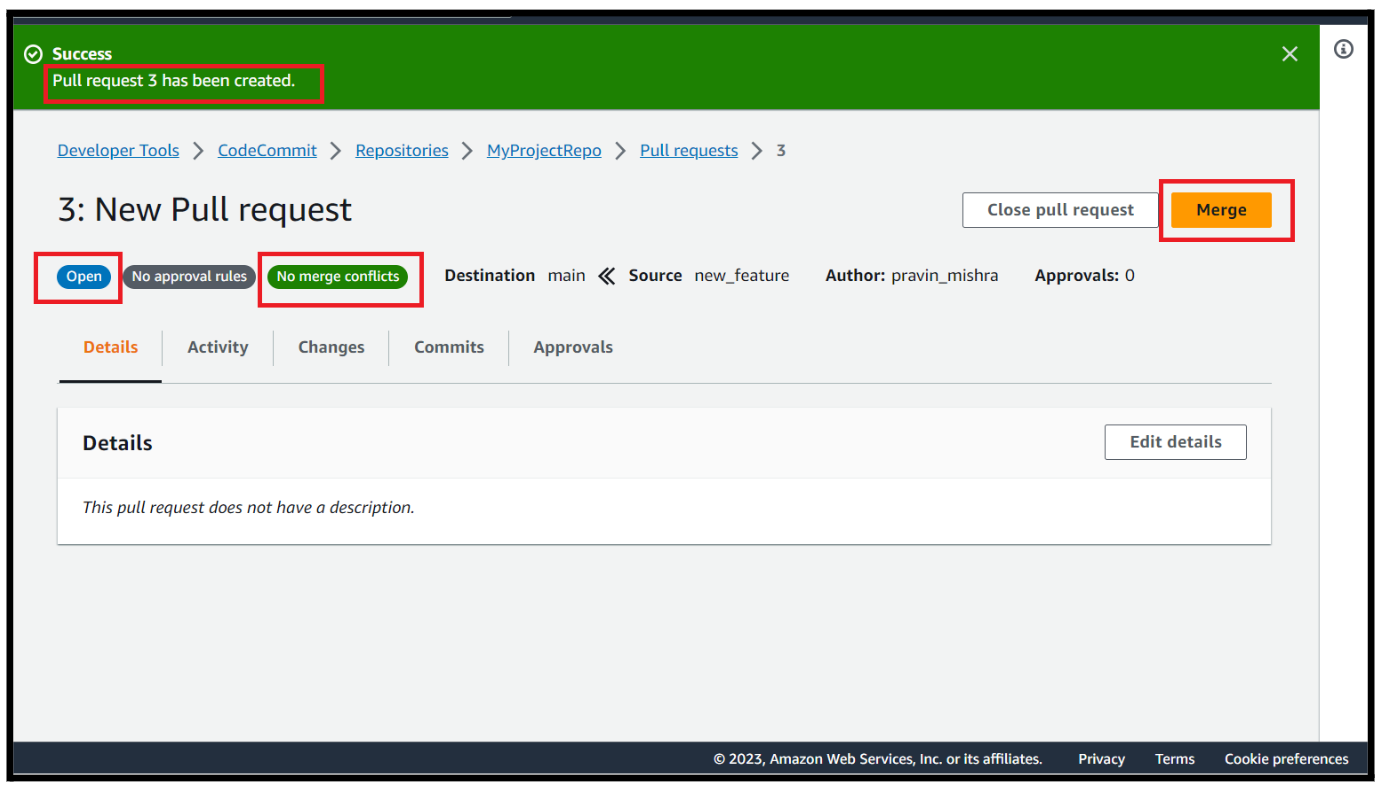 Success
Pull request 3 has been created.
Developer Tools > CodeCommit > Repositories > MyProjectRepo > Pull requests > 3
3: New Pull request
Close pull request
Merge
Open
No approval rules
No merge conflicts
Destination main « Source new_feature
Author: pravin_mishra
Approvals: 0
Details
Activity
Changes
Commits
Approvals
Details
Edit details
This pull request does not have a description.
© 2023, Amazon Web Services, Inc. or its affiliates.
Privacy
Terms
Cookie preferences